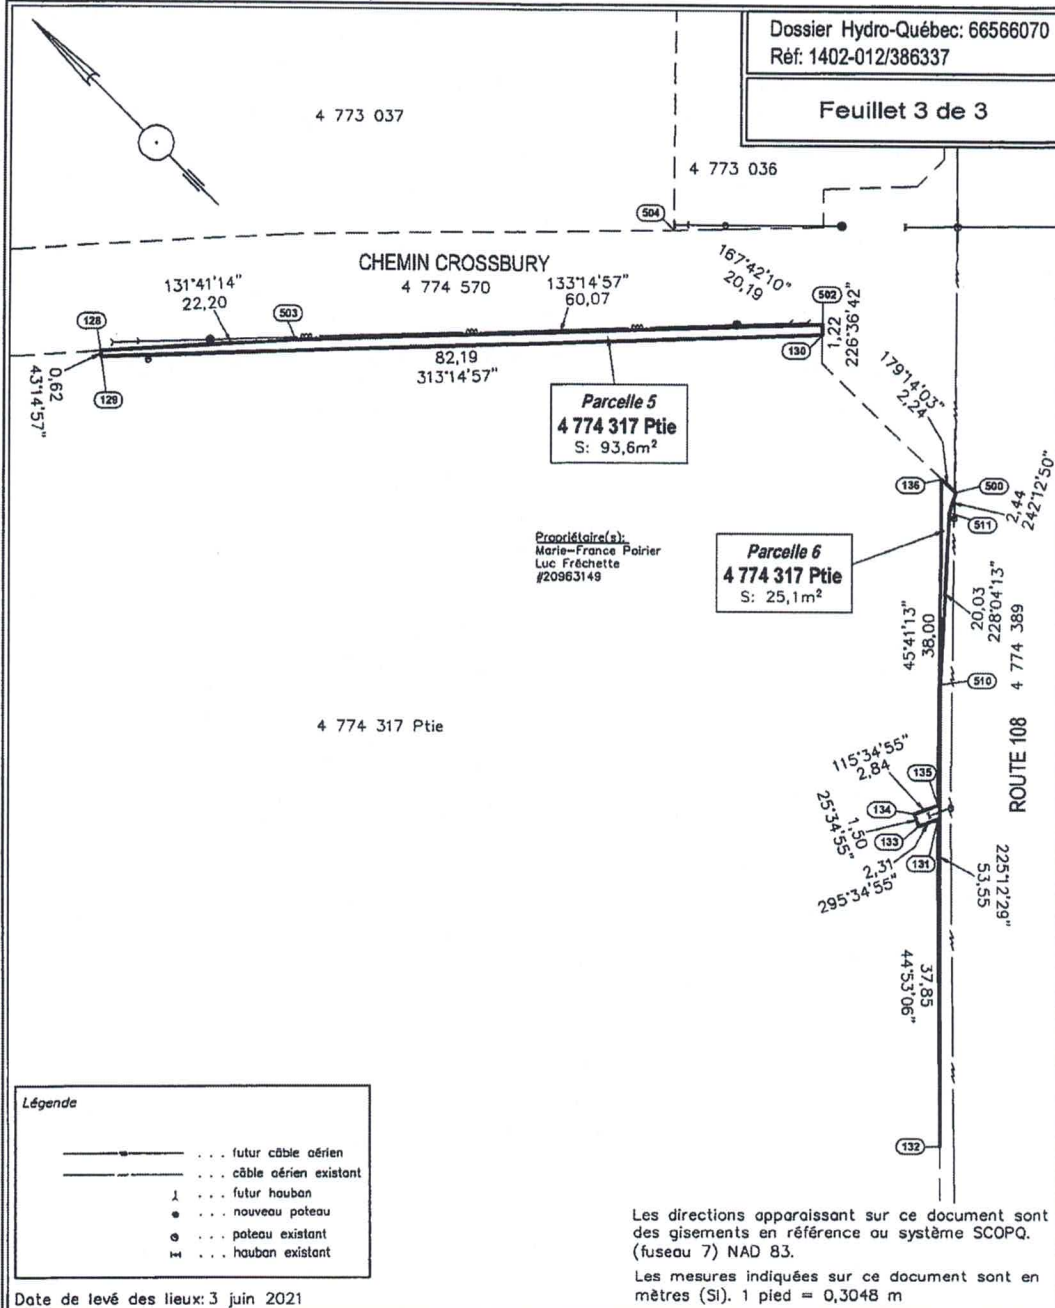 Dossier Hydro-Québec: 66566070
Réf: 1402-012/386337
Feuillet 3 de 3
4 773 037
4 773 036
504
CHEMIN CROSSBURY
4 774 570
167°42'10"
20,19
131°41'14"
22,20
503
133°14'57"
60,07
502
1,22
226°36'42"
128
130
82,19
313°14'57"
0,62
43°14'57"
129
179°14'03"
2,24
Parcelle 5
4 774 317 Ptie
S: 93,6m²
136
500
2,44
242°12'50"
511
Propriétaire(s):
Marie-France Poirier
Luc Fréchette
#20963149
Parcelle 6
4 774 317 Ptie
S: 25,1m²
20,03
228°04'13"
45°41'13"
38,00
4 774 389
510
4 774 317 Ptie
ROUTE 108
115°34'55"
2,84
135
134
1,50
25°34'55"
133
131
2,31
295°34'55"
225°12'29"
53,55
37,85
44°53'06"
132
Légende
. . . futur câble aérien
. . . câble aérien existant
. . . futur hauban
. . . nouveau poteau
. . . poteau existant
. . . hauban existant
Les directions apparaissant sur ce document sont
des gisements en référence au système SCOPQ.
(fuseau 7) NAD 83.
Les mesures indiquées sur ce document sont en
mètres (SI). 1 pied = 0,3048 m
Date de levé des lieux: 3 juin 2021